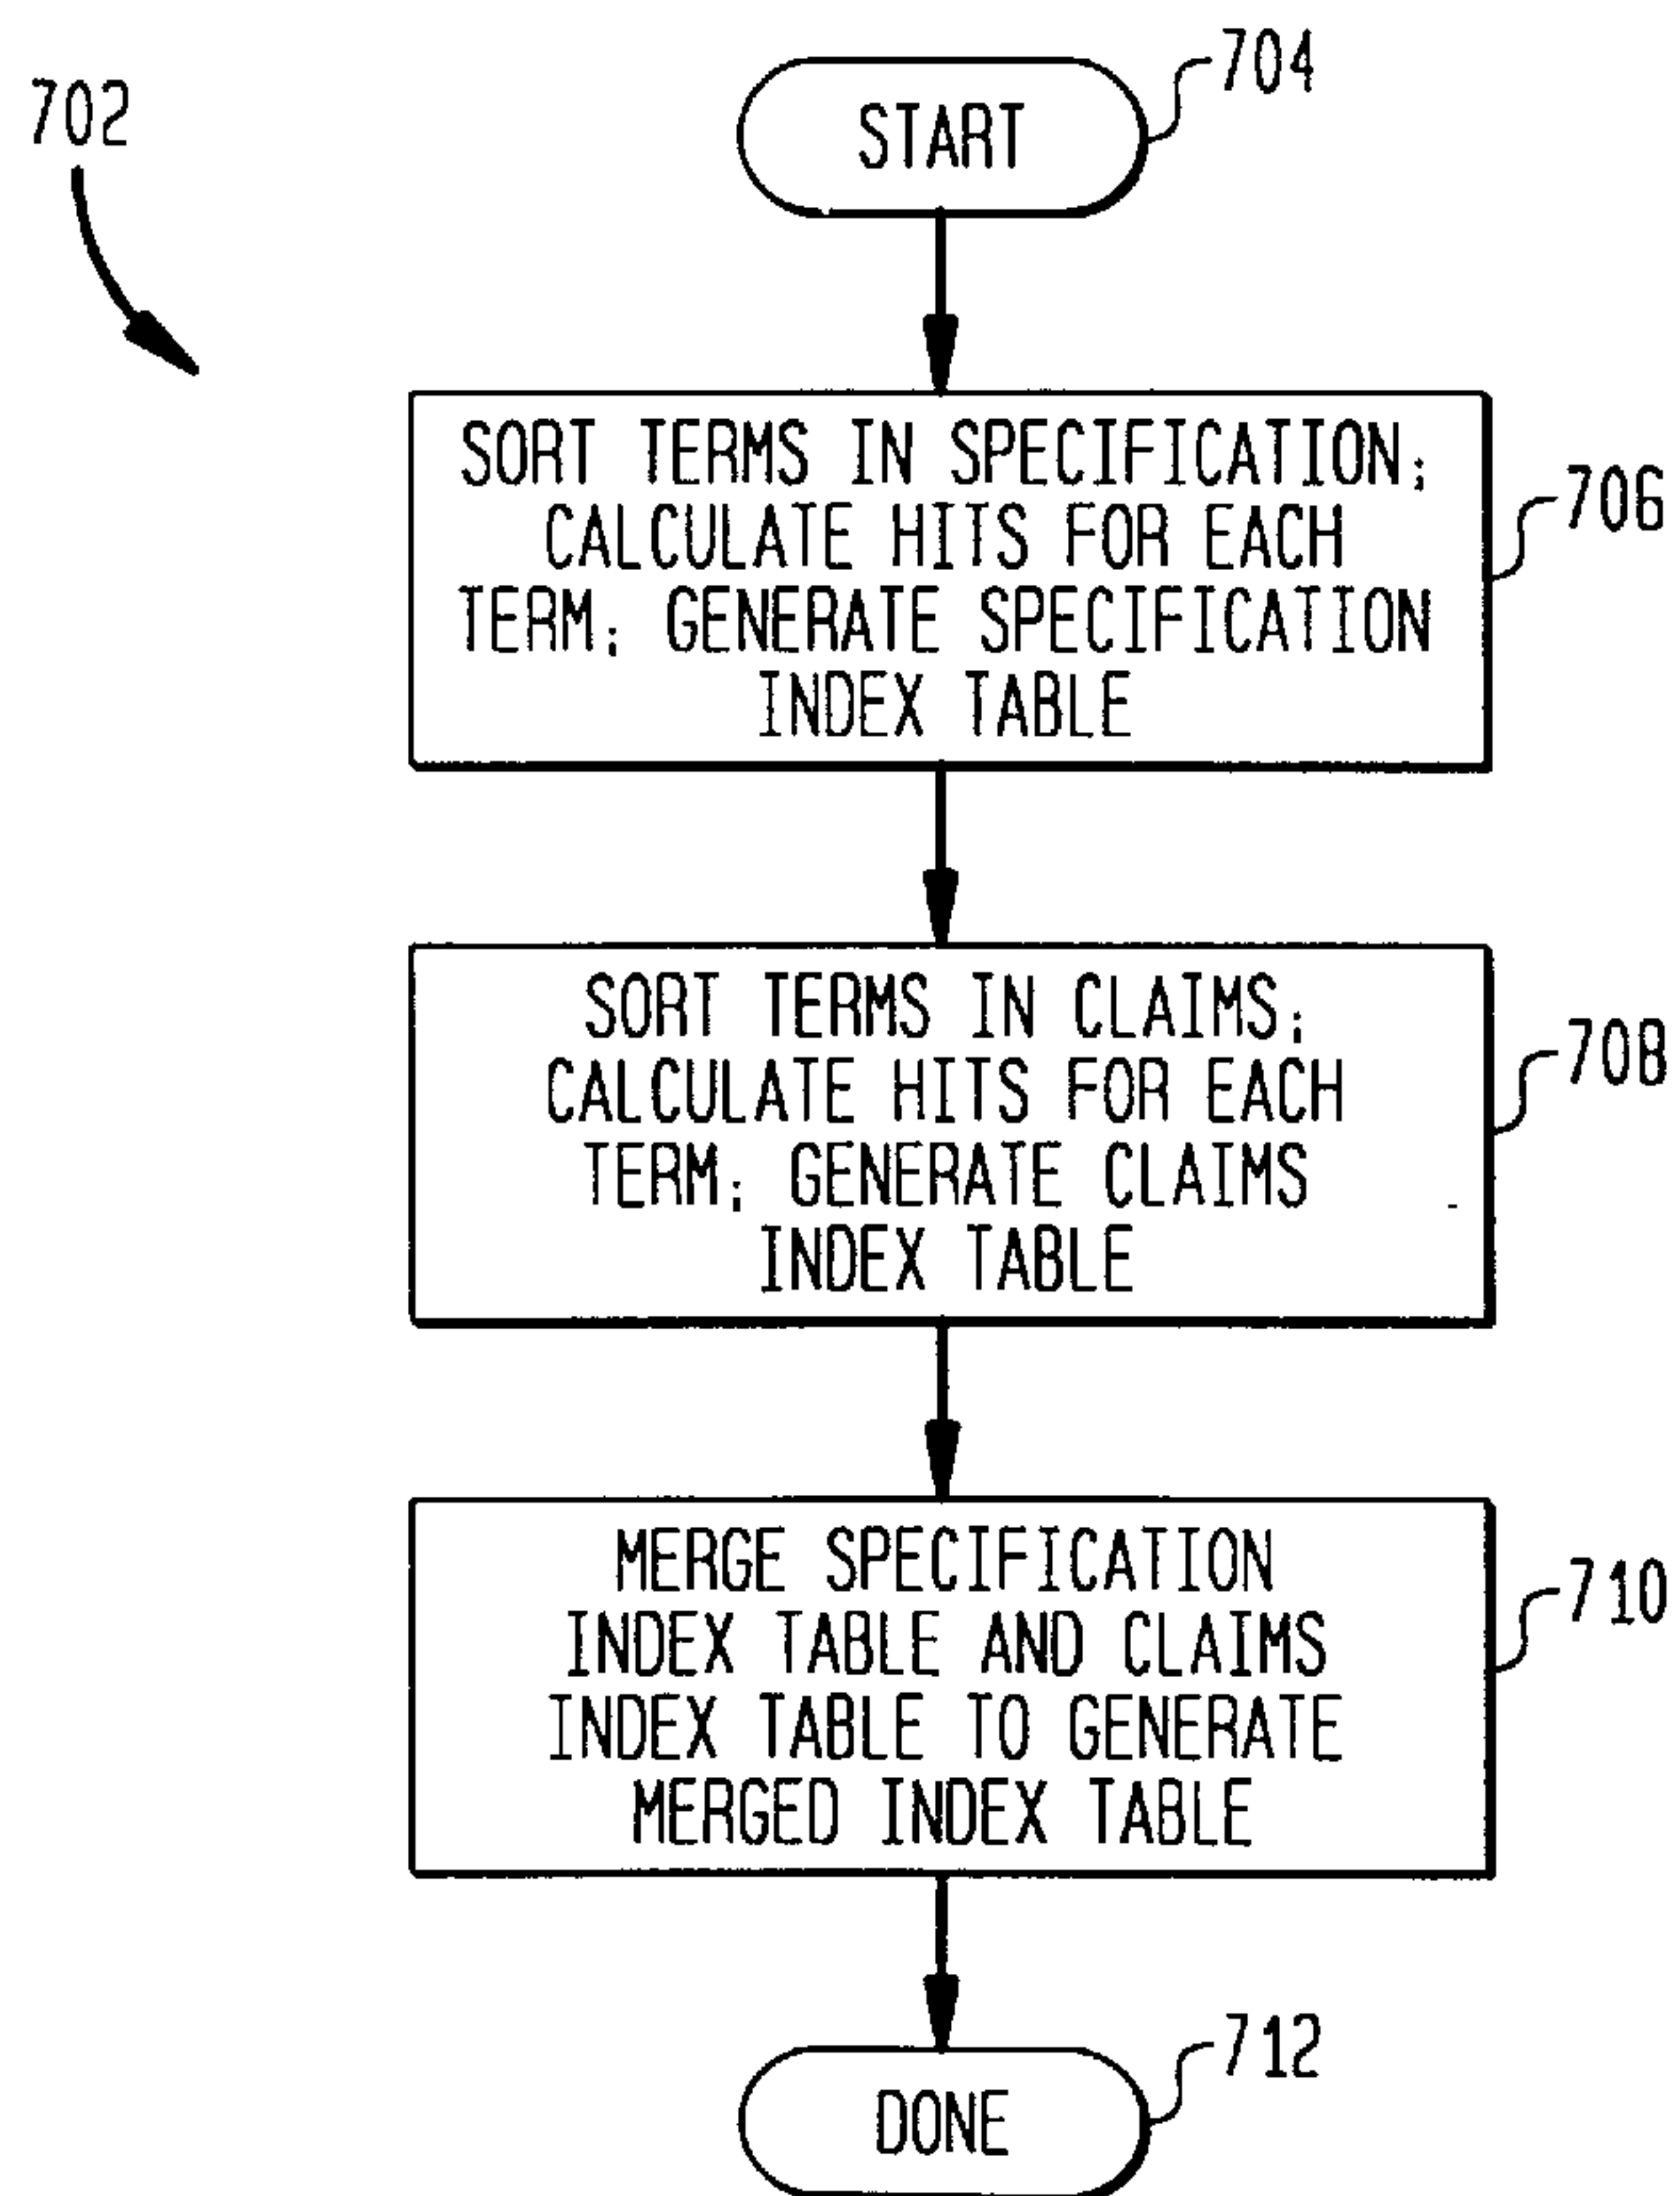 702
704
START
SORT TERMS IN SPECIFICATION;
CALCULATE HITS FOR EACH
TERM; GENERATE SPECIFICATION
INDEX TABLE
706
SORT TERMS IN CLAIMS;
CALCULATE HITS FOR EACH
TERM; GENERATE CLAIMS
INDEX TABLE
708
MERGE SPECIFICATION
INDEX TABLE AND CLAIMS
INDEX TABLE TO GENERATE
MERGED INDEX TABLE
710
712
DONE